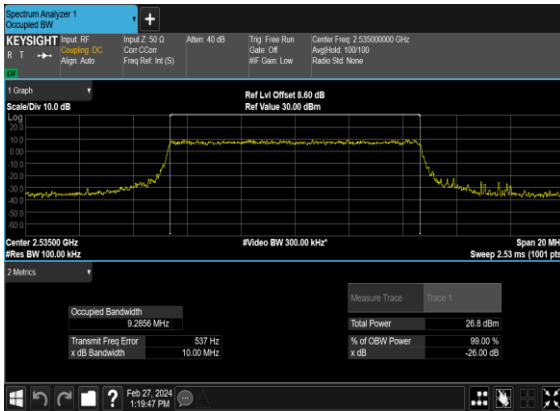 Spectrum Analyzer 1
Occupied BW
KEYSIGHT
R T
LXI
Input: RF
Coupling: DC
Align: Auto
Input Z: 50 Ω
Corr CCorr
Freq Ref: Int (S)
Atten: 40 dB
Trig: Free Run
Gate: Off
#IF Gain: Low
Center Freq: 2.535000000 GHz
Avg|Hold: 100/100
Radio Std: None
1 Graph
Scale/Div 10.0 dB
Ref Lvl Offset 8.60 dB
Ref Value 30.00 dBm
Log
20.0
10.0
0.00
-10.0
-20.0
-30.0
-40.0
-50.0
-60.0
Center 2.53500 GHz
#Res BW 100.00 kHz
#Video BW 300.00 kHz*
Span 20 MH
Sweep 2.53 ms (1001 pts
2 Metrics
Measure Trace
Trace 1
Occupied Bandwidth
9.2856 MHz
Total Power
26.8 dBm
Transmit Freq Error
537 Hz
% of OBW Power
99.00 %
x dB Bandwidth
10.00 MHz
x dB
-26.00 dB
?
Feb 27, 2024
1:19:47 PM